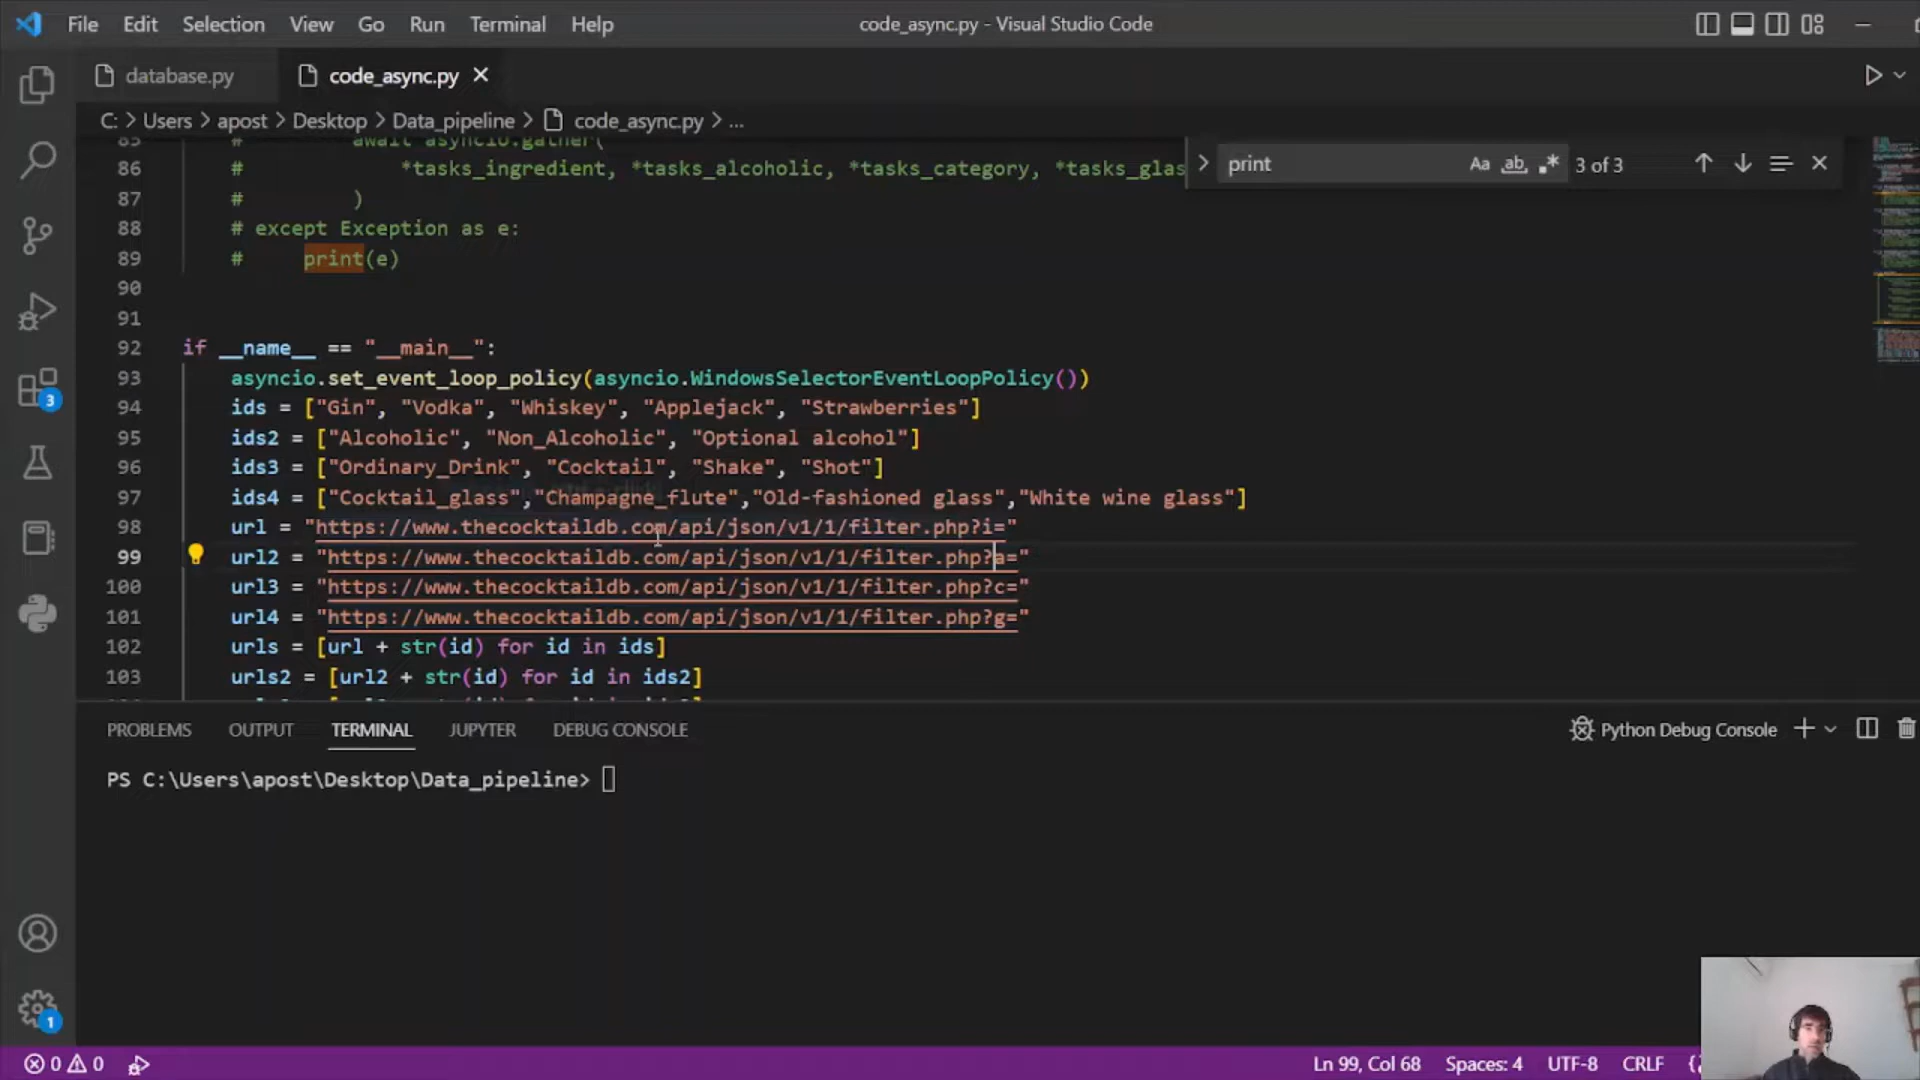 File Edit Selection View Go Run Terminal Help
code_async.py - Visual Studio Code
database.py
code_async.py
C: > Users > apost > Desktop > Data_pipeline > code_async.py > ...
print
Aa ab .* 3 of 3
85 # await asyncio.gather(
86 # *tasks_ingredient, *tasks_alcoholic, *tasks_category, *tasks_glas
87 # )
88 # except Exception as e:
89 # print(e)
90
91
92 if __name__ == "__main__":
93 asyncio.set_event_loop_policy(asyncio.WindowsSelectorEventLoopPolicy())
94 ids = ["Gin", "Vodka", "Whiskey", "Applejack", "Strawberries"]
95 ids2 = ["Alcoholic", "Non_Alcoholic", "Optional alcohol"]
96 ids3 = ["Ordinary_Drink", "Cocktail", "Shake", "Shot"]
97 ids4 = ["Cocktail_glass","Champagne_flute","Old-fashioned glass","White wine glass"]
98 url = "https://www.thecocktaildb.com/api/json/v1/1/filter.php?i="
99 url2 = "https://www.thecocktaildb.com/api/json/v1/1/filter.php?a="
100 url3 = "https://www.thecocktaildb.com/api/json/v1/1/filter.php?c="
101 url4 = "https://www.thecocktaildb.com/api/json/v1/1/filter.php?g="
102 urls = [url + str(id) for id in ids]
103 urls2 = [url2 + str(id) for id in ids2]
3
PROBLEMS OUTPUT TERMINAL JUPYTER DEBUG CONSOLE
Python Debug Console
PS C:\Users\apost\Desktop\Data_pipeline>
1
0 0
Ln 99, Col 68 Spaces: 4 UTF-8 CRLF {